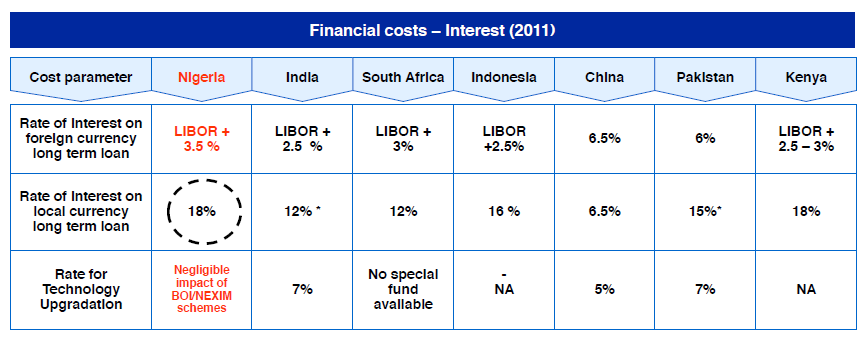 Financial costs – Interest (2011)
Cost parameter Nigeria India South Africa Indonesia China Pakistan Kenya
Rate of Interest on
foreign currency
long term loan
LIBOR +
3.5 %
LIBOR +
2.5 %
LIBOR +
3%
LIBOR
+2.5%
6.5%
6%
LIBOR +
2.5 – 3%
Rate of Interest on
local currency
long term loan
18%
12% *
12%
16 %
6.5%
15%*
18%
Rate for
Technology
Upgradation
Negligible
impact of
BOI/NEXIM
schemes
7%
No special
fund
available
-
NA
5%
7%
NA